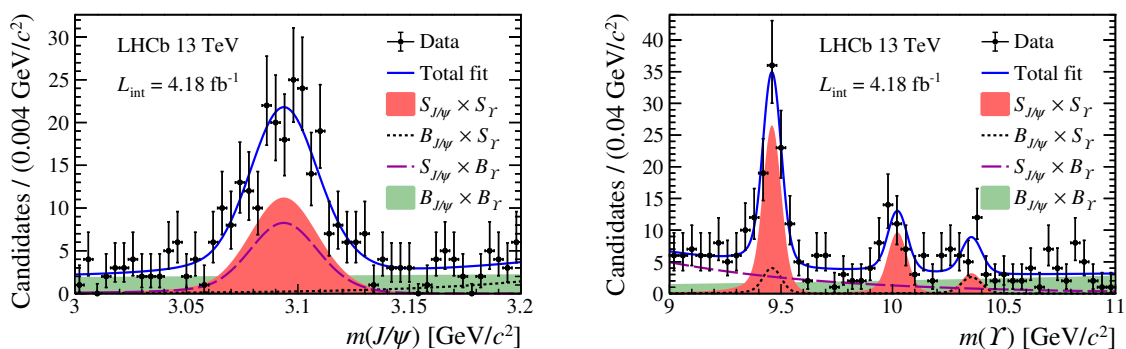 Candidates / (0.004 GeV/c²)
30
25
20
15
10
5
0
LHCb 13 TeV
L_int = 4.18 fb⁻¹
Data
Total fit
S_J/ψ × S_ϒ
B_J/ψ × S_ϒ
S_J/ψ × B_ϒ
B_J/ψ × B_ϒ
3 3.05 3.1 3.15 3.2
m(J/ψ) [GeV/c²]
Candidates / (0.04 GeV/c²)
40
35
30
25
20
15
10
5
0
LHCb 13 TeV
L_int = 4.18 fb⁻¹
Data
Total fit
S_J/ψ × S_ϒ
B_J/ψ × S_ϒ
S_J/ψ × B_ϒ
B_J/ψ × B_ϒ
9 9.5 10 10.5 11
m(ϒ) [GeV/c²]